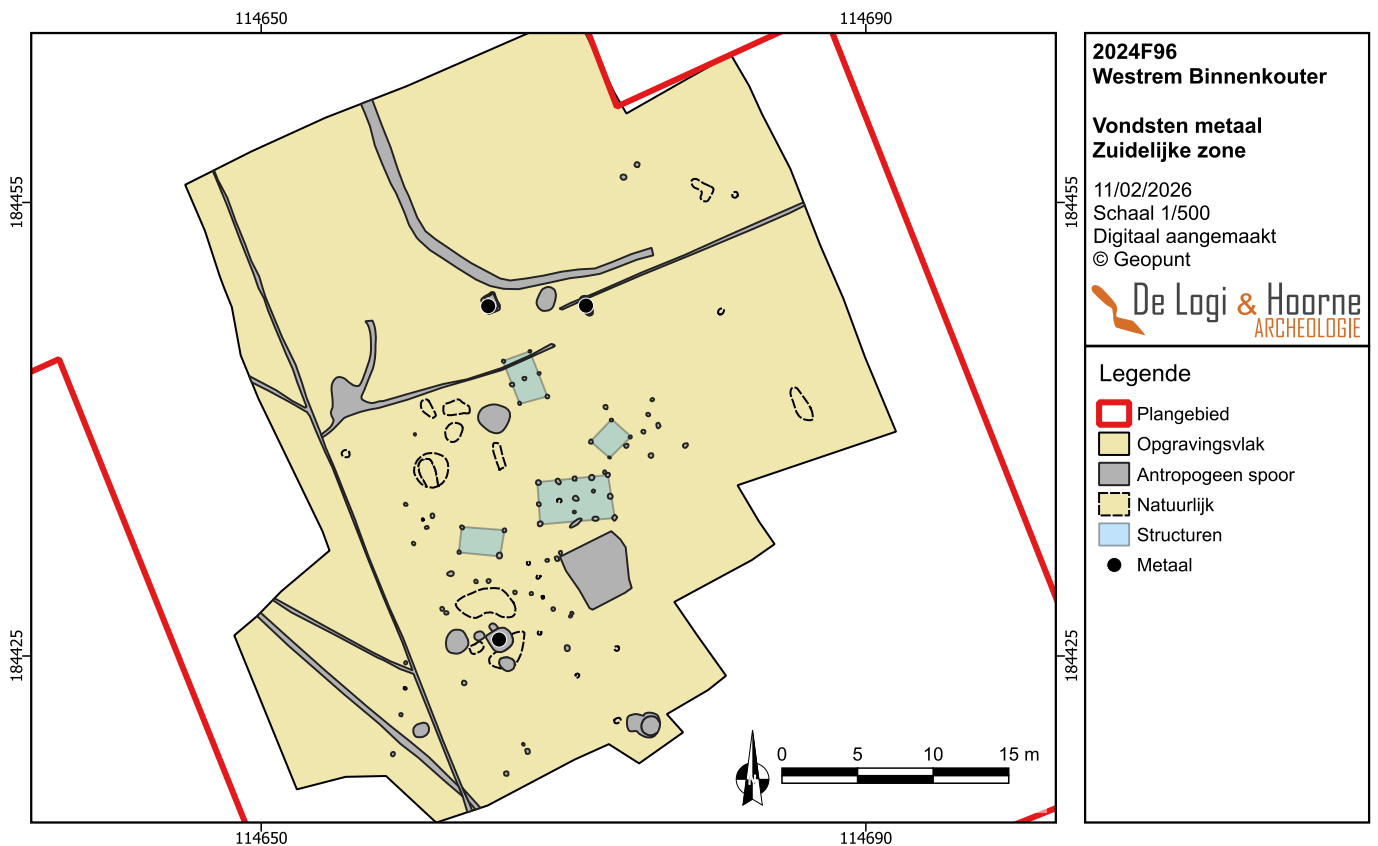 114650
114690
184455
184455
184425
184425
114650
114690
0 5 10 15 m
2024F96
Westrem Binnenkouter
Vondsten metaal
Zuidelijke zone
11/02/2026
Schaal 1/500
Digitaal aangemaakt
© Geopunt
De Logi & Hoorne
ARCHEOLOGIE
Legende
Plangebied
Opgravingsvlak
Antropogeen spoor
Natuurlijk
Structuren
Metaal